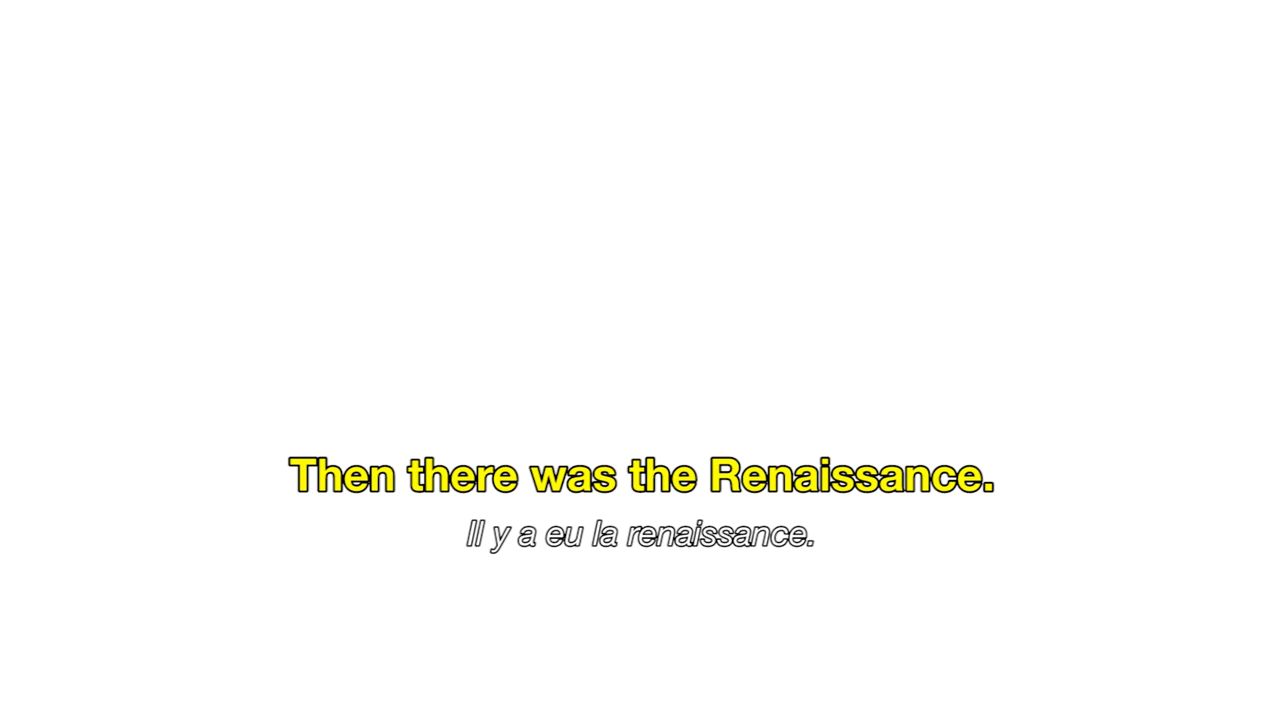 Then there was the Renaissance.
Il y a eu la renaissance.